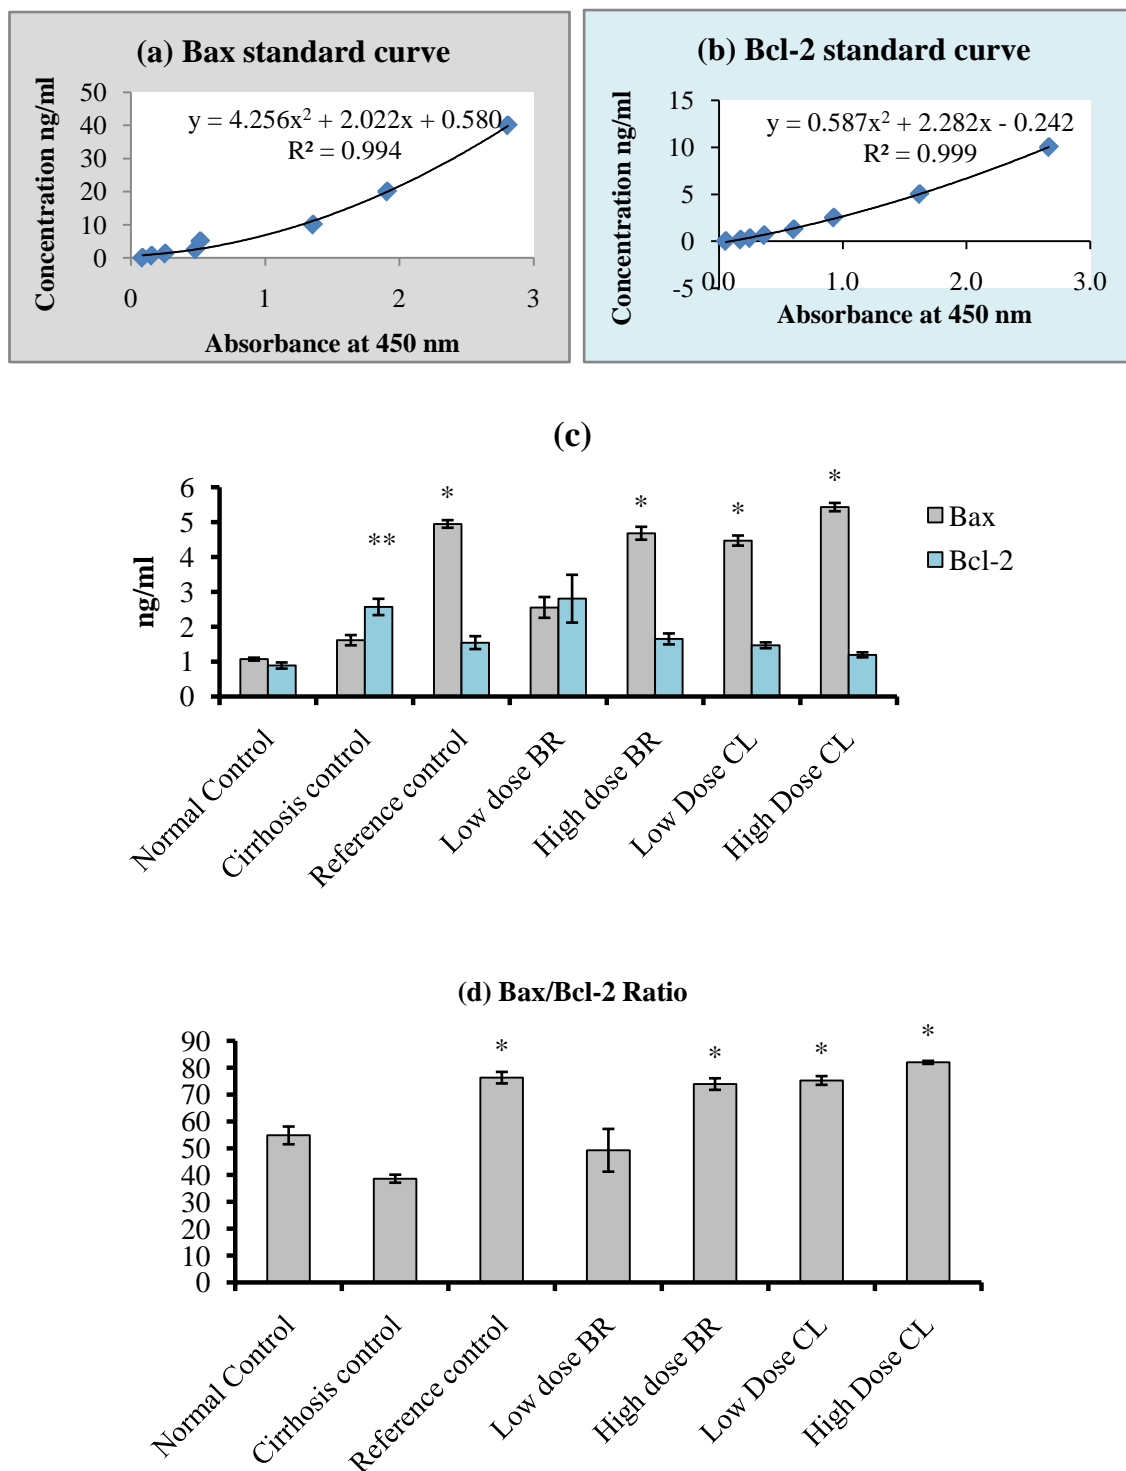 (a) Bax standard curve
Concentration ng/ml
50
40
30
20
10
0
y = 4.256x² + 2.022x + 0.580
R² = 0.994
0 1 2 3
Absorbance at 450 nm
(b) Bcl-2 standard curve
Concentration ng/ml
15
10
5
0
-5
y = 0.587x² + 2.282x - 0.242
R² = 0.999
0.0 1.0 2.0 3.0
Absorbance at 450 nm
(c)
ng/ml
6
5
4
3
2
1
0
* ** * * *
Bax
Bcl-2
Normal Control
Cirrhosis control
Reference control
Low dose BR
High dose BR
Low Dose CL
High Dose CL
(d) Bax/Bcl-2 Ratio
90
80
70
60
50
40
30
20
10
0
* * * *
Normal Control
Cirrhosis control
Reference control
Low dose BR
High dose BR
Low Dose CL
High Dose CL